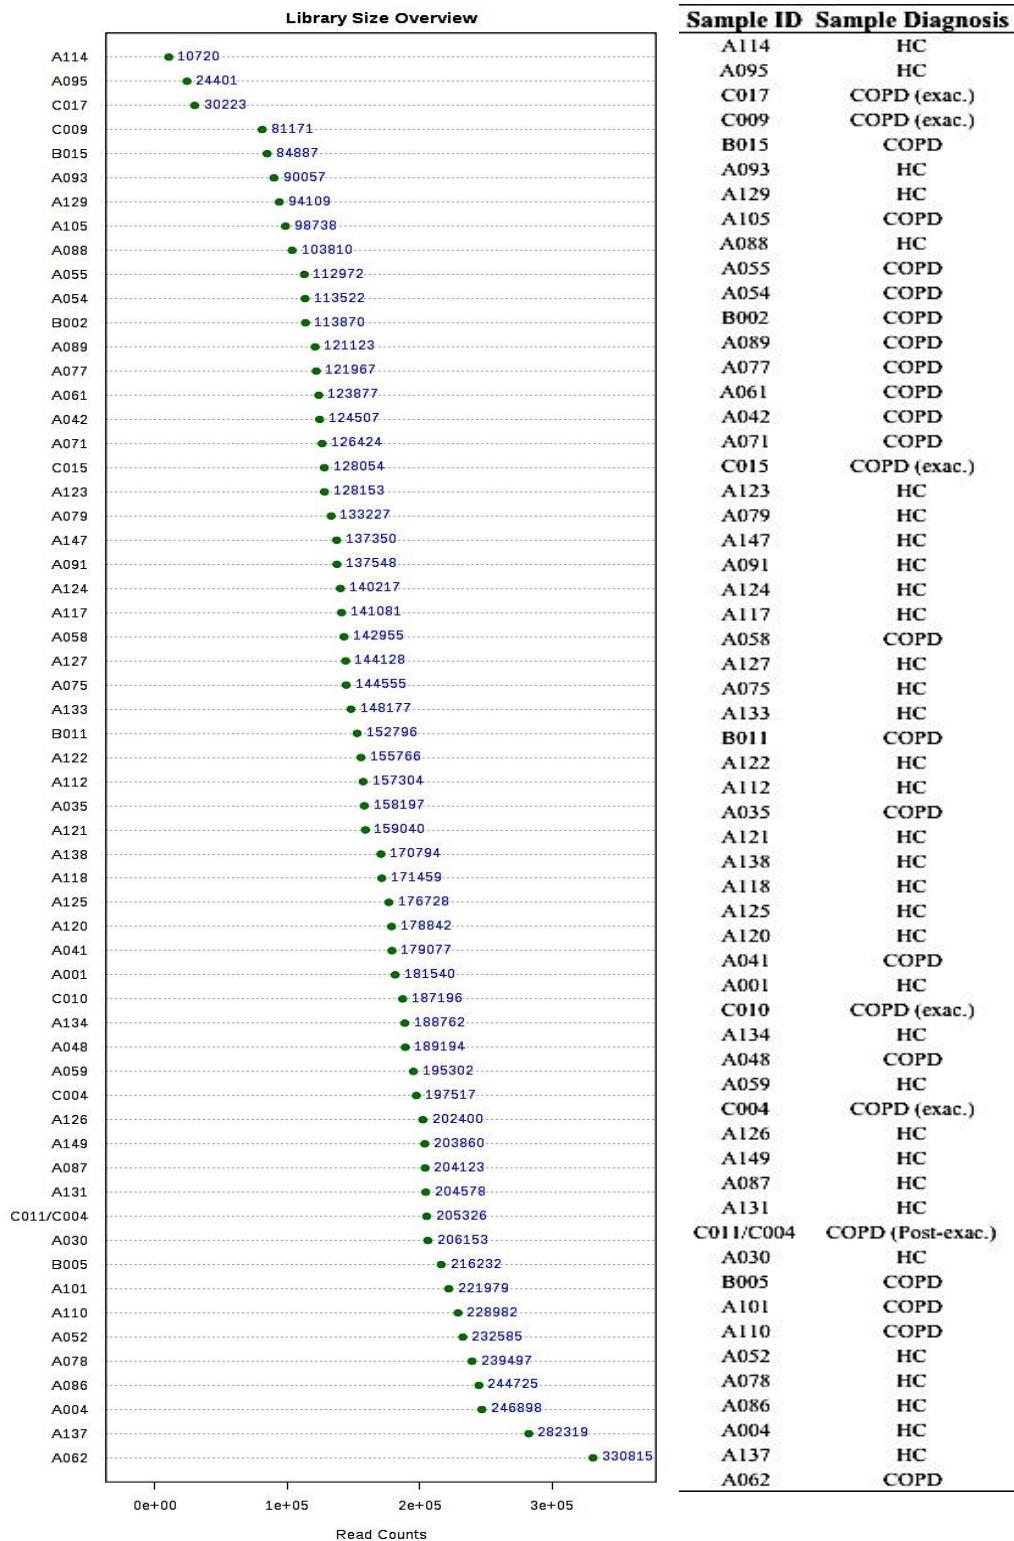 Library Size Overview
A114 10720
A095 24401
C017 30223
C009 81171
B015 84887
A093 90057
A129 94109
A105 98738
A088 103810
A055 112972
A054 113522
B002 113870
A089 121123
A077 121967
A061 123877
A042 124507
A071 126424
C015 128054
A123 128153
A079 133227
A147 137350
A091 137548
A124 140217
A117 141081
A058 142955
A127 144128
A075 144555
A133 148177
B011 152796
A122 155766
A112 157304
A035 158197
A121 159040
A138 170794
A118 171459
A125 176728
A120 178842
A041 179077
A001 181540
C010 187196
A134 188762
A048 189194
A059 195302
C004 197517
A126 202400
A149 203860
A087 204123
A131 204578
C011/C004 205326
A030 206153
B005 216232
A101 221979
A110 228982
A052 232585
A078 239497
A086 244725
A004 246898
A137 282319
A062 330815
0e+00 1e+05 2e+05 3e+05
Read Counts
Sample ID Sample Diagnosis
A114 HC
A095 HC
C017 COPD (exac.)
C009 COPD (exac.)
B015 COPD
A093 HC
A129 HC
A105 COPD
A088 HC
A055 COPD
A054 COPD
B002 COPD
A089 COPD
A077 COPD
A061 COPD
A042 COPD
A071 COPD
C015 COPD (exac.)
A123 HC
A079 HC
A147 HC
A091 HC
A124 HC
A117 HC
A058 COPD
A127 HC
A075 HC
A133 HC
B011 COPD
A122 HC
A112 HC
A035 COPD
A121 HC
A138 HC
A118 HC
A125 HC
A120 HC
A041 COPD
A001 HC
C010 COPD (exac.)
A134 HC
A048 COPD
A059 HC
C004 COPD (exac.)
A126 HC
A149 HC
A087 HC
A131 HC
C011/C004 COPD (Post-exac.)
A030 HC
B005 COPD
A101 COPD
A110 COPD
A052 HC
A078 HC
A086 HC
A004 HC
A137 HC
A062 COPD